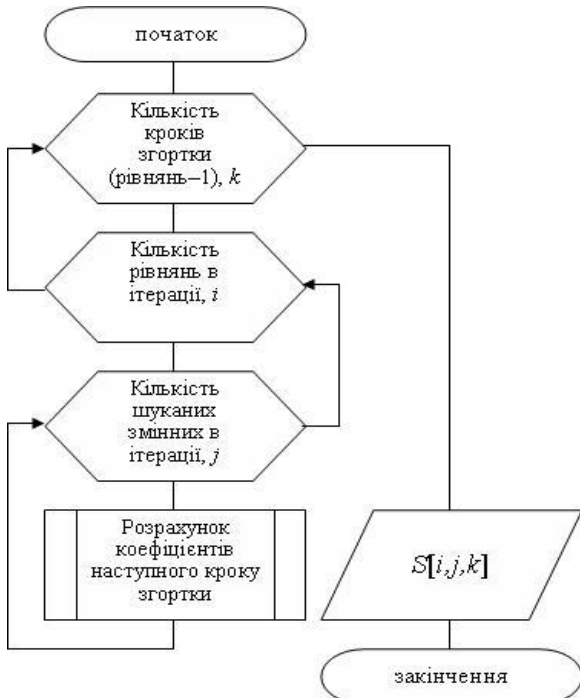 початок
Кількість
кроків
згортки
(рівнянь–1), k
Кількість
рівнянь в
ітерації, i
Кількість
шуканих
змінних в
ітерації, j
Розрахунок
коефіцієнтів
наступного кроку
згортки
S[i,j,k]
закінчення